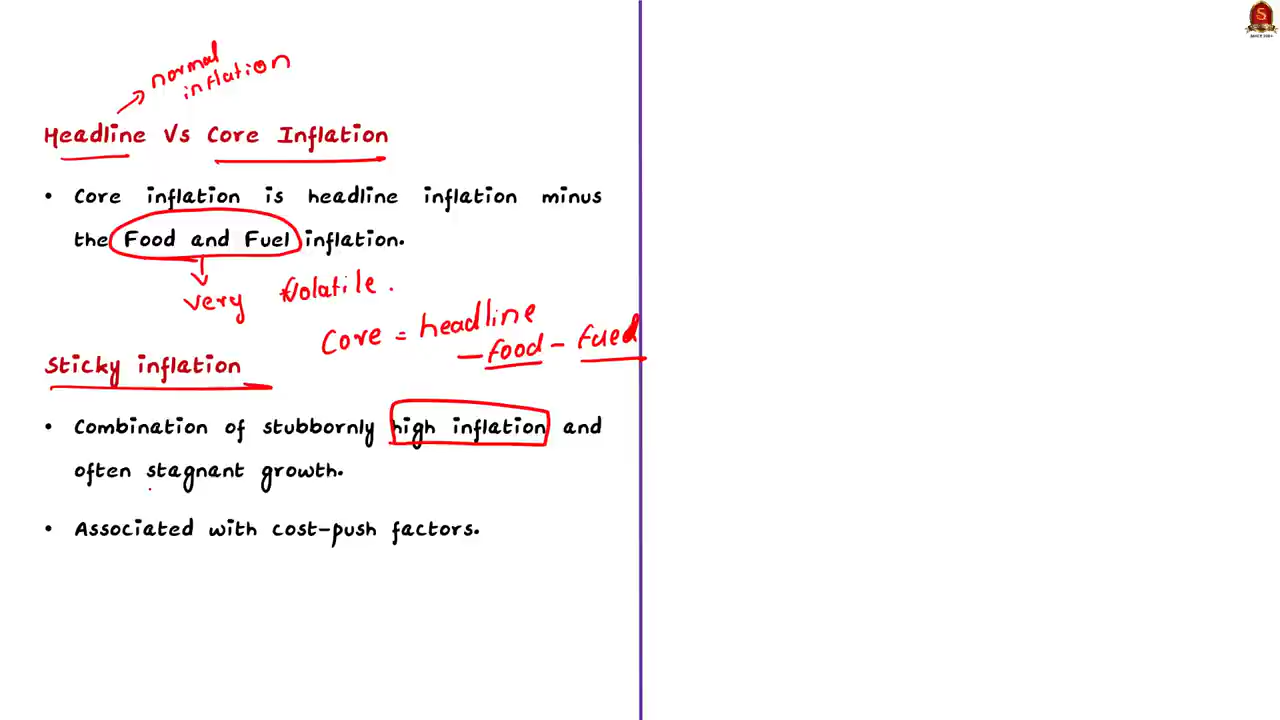 normal
inflation
Headline Vs Core Inflation
• Core inflation is headline inflation minus
the Food and Fuel inflation.
very volatile.
Core = headline
- food - fuel
Sticky inflation
• Combination of stubbornly high inflation and
often stagnant growth.
• Associated with cost-push factors.
S